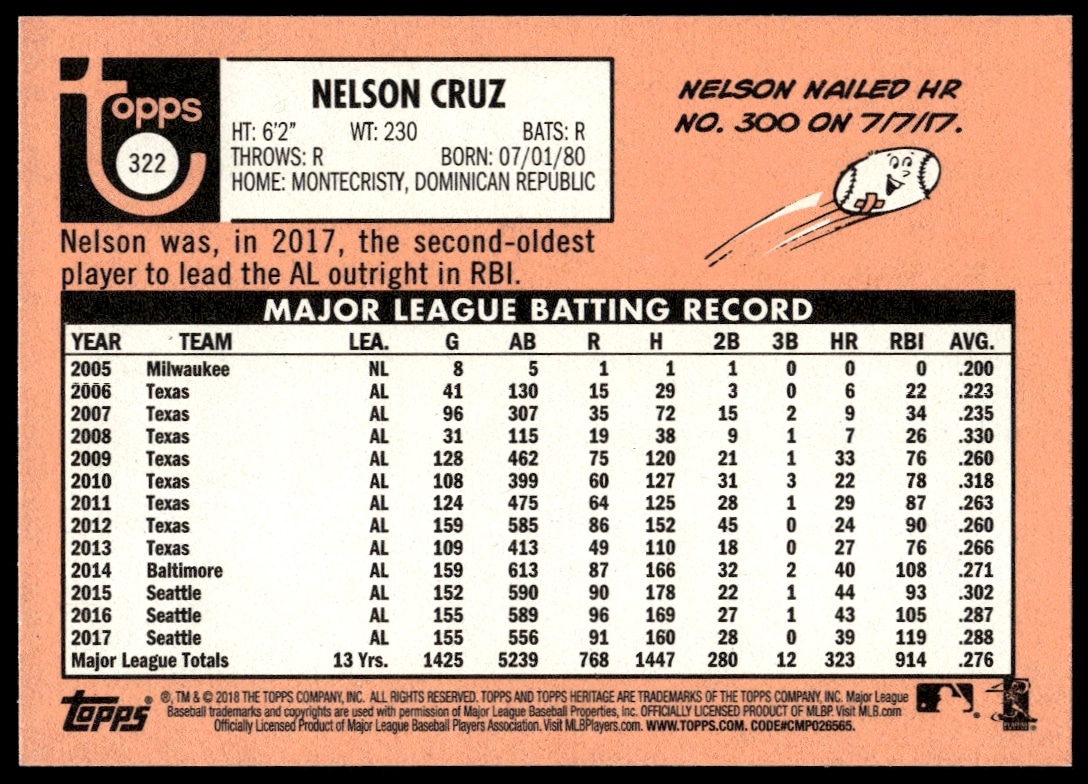 topps
322
NELSON CRUZ
HT: 6'2" WT: 230 BATS: R
THROWS: R BORN: 07/01/80
HOME: MONTECRISTY, DOMINICAN REPUBLIC
NELSON NAILED HR
NO. 300 ON 7/7/17.
Nelson was, in 2017, the second-oldest
player to lead the AL outright in RBI.
MAJOR LEAGUE BATTING RECORD
YEAR TEAM LEA. G AB R H 2B 3B HR RBI AVG.
2005 Milwaukee NL 8 5 1 1 1 0 0 0 .200
2006 Texas AL 41 130 15 29 3 0 6 22 .223
2007 Texas AL 96 307 35 72 15 2 9 34 .235
2008 Texas AL 31 115 19 38 9 1 7 26 .330
2009 Texas AL 128 462 75 120 21 1 33 76 .260
2010 Texas AL 108 399 60 127 31 3 22 78 .318
2011 Texas AL 124 475 64 125 28 1 29 87 .263
2012 Texas AL 159 585 86 152 45 0 24 90 .260
2013 Texas AL 109 413 49 110 18 0 27 76 .266
2014 Baltimore AL 159 613 87 166 32 2 40 108 .271
2015 Seattle AL 152 590 90 178 22 1 44 93 .302
2016 Seattle AL 155 589 96 169 27 1 43 105 .287
2017 Seattle AL 155 556 91 160 28 0 39 119 .288
Major League Totals 13 Yrs. 1425 5239 768 1447 280 12 323 914 .276
topps®
®, TM & © 2018 THE TOPPS COMPANY, INC. ALL RIGHTS RESERVED. TOPPS AND TOPPS HERITAGE ARE TRADEMARKS OF THE TOPPS COMPANY, INC. Major League
Baseball trademarks and copyrights are used with permission of Major League Baseball Properties, Inc. OFFICIALLY LICENSED PRODUCT OF MLBP. Visit MLB.com
Officially Licensed Product of Major League Baseball Players Association. Visit MLBPlayers.com. WWW.TOPPS.COM. CODE#CMP026565.